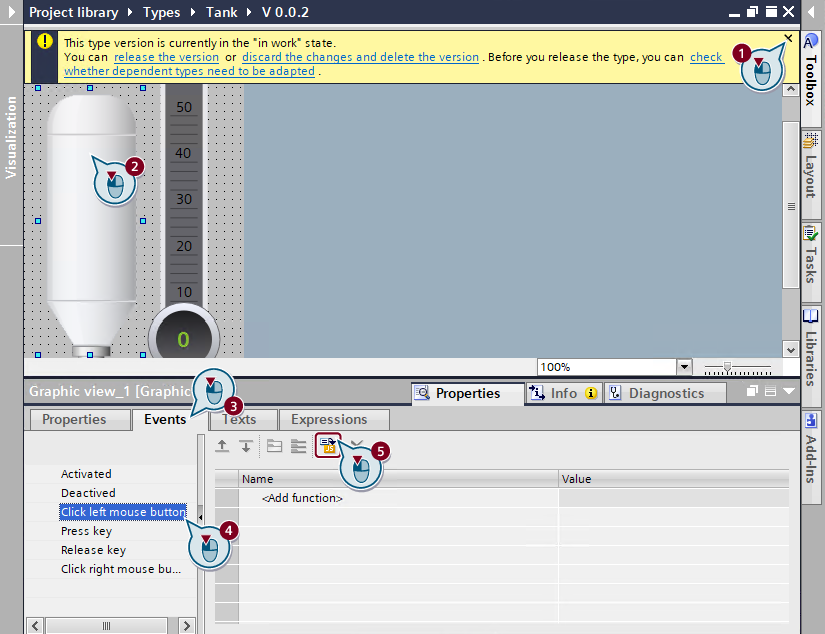 Project library ▸ Types ▸ Tank ▸ V 0.0.2
This type version is currently in the "in work" state.
You can release the version or discard the changes and delete the version . Before you release the type, you can check
whether dependent types need to be adapted .
1
Visualization
Toolbox
Layout
Tasks
Libraries
Add-Ins
50
40
30
20
10
0
2
100%
Graphic view_1 [Graphic
Properties
Info
Diagnostics
3
Properties
Events
Texts
Expressions
JS
5
Activated
Deactived
Click left mouse button
Press key
Release key
Click right mouse bu...
4
Name
Value
<Add function>